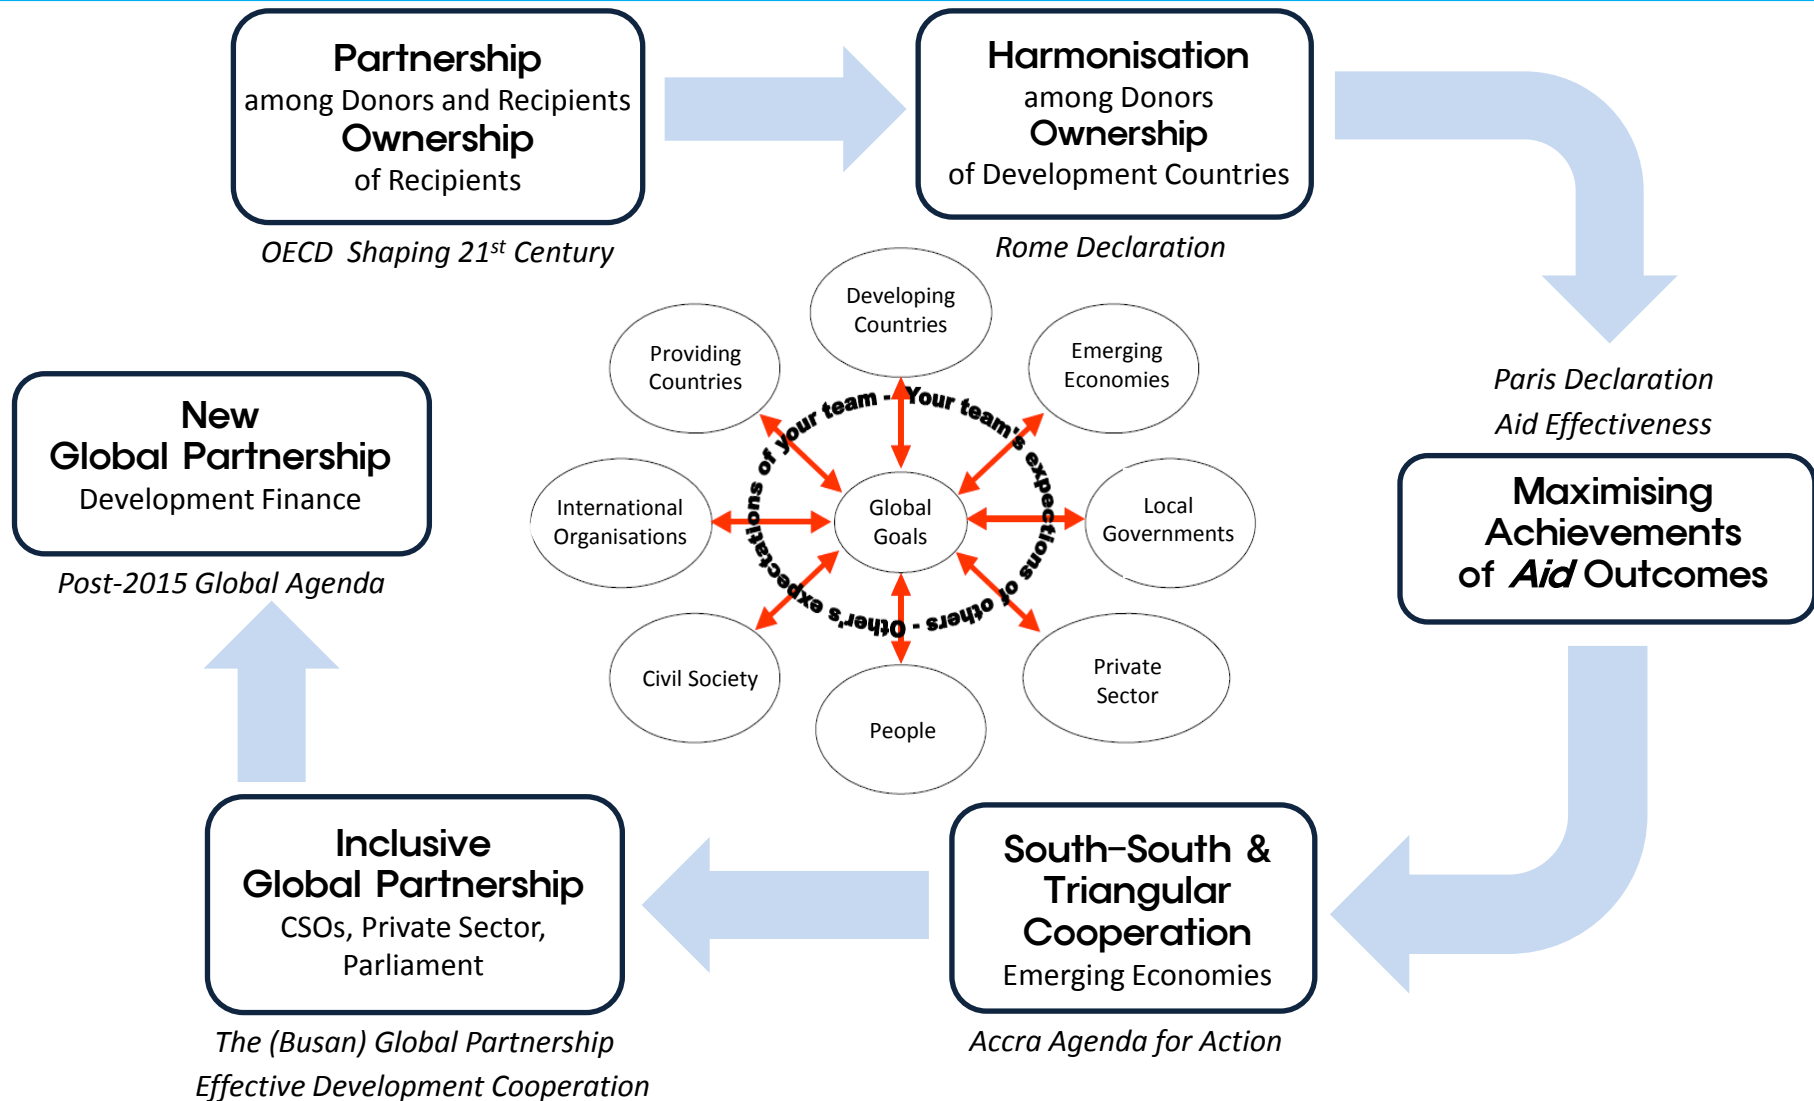 Partnership
among Donors and Recipients
Ownership
of Recipients
OECD  Shaping 21st Century
Harmonisation
among Donors
Ownership
of Development Countries
Rome Declaration
Paris Declaration
Aid Effectiveness
Maximising
Achievements
of Aid Outcomes
South-South &
Triangular
Cooperation
Emerging Economies
Accra Agenda for Action
Inclusive
Global Partnership
CSOs, Private Sector,
Parliament
The (Busan) Global Partnership
Effective Development Cooperation
New
Global Partnership
Development Finance
Post-2015 Global Agenda
Developing
Countries
Emerging
Economies
Local
Governments
Private
Sector
People
Civil Society
International
Organisations
Providing
Countries
Global
Goals
Your team's expections of others - Other's expectations of your team -